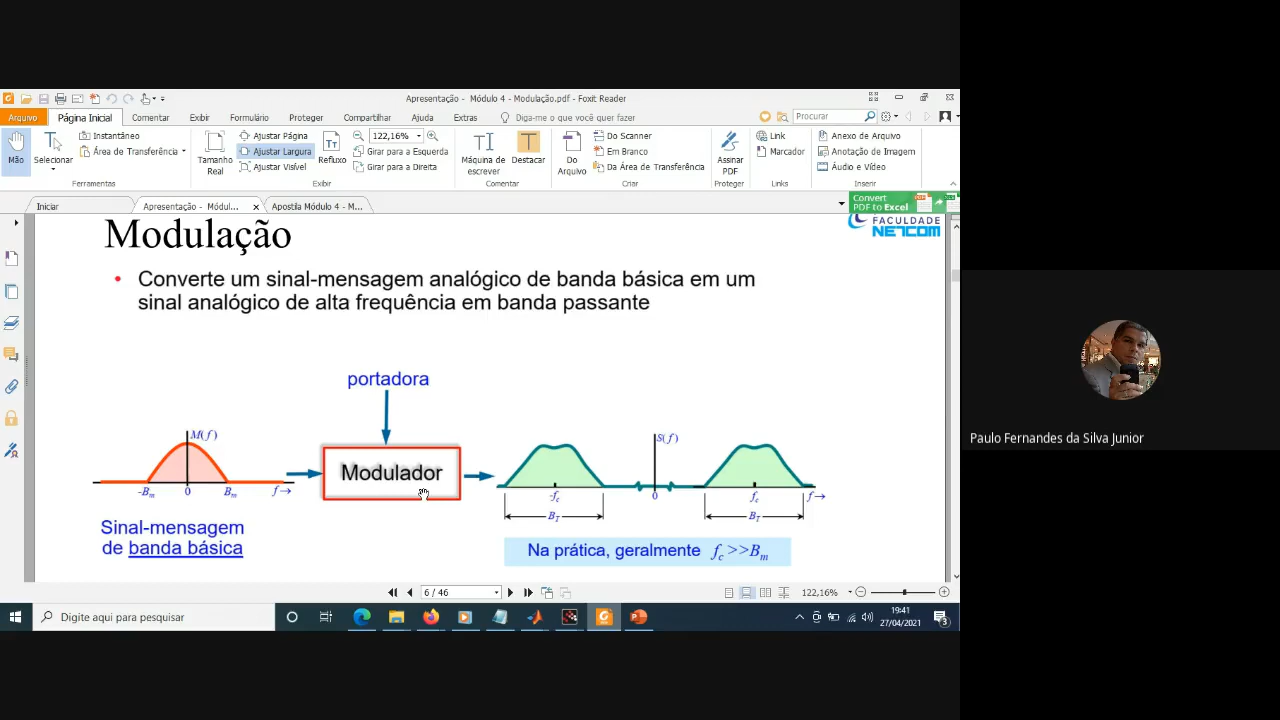 Apresentação - Módulo 4 - Modulação.pdf - Foxit Reader
Arquivo Página Inicial Comentar Exibir Formulário Proteger Compartilhar Ajuda Extras Diga-me o que você quer fazer Procurar
Mão
Selecionar
Instantâneo
Área de Transferência
Ferramentas
Tamanho Real
Ajustar Página
Ajustar Largura
Ajustar Visível
Refluxo
122,16%
Girar para a Esquerda
Girar para a Direita
Exibir
Máquina de escrever
Destacar
Comentar
Do Arquivo
Do Scanner
Em Branco
Da Área de Transferência
Criar
Assinar PDF
Proteger
Link
Marcador
Links
Anexo de Arquivo
Anotação de Imagem
Áudio e Vídeo
Inserir
Iniciar
Apresentação - Módul...
Apostila Módulo 4 - M...
Convert
PDF to Excel
FACULDADE
NETCOM
Modulação
• Converte um sinal-mensagem analógico de banda básica em um
sinal analógico de alta frequência em banda passante
portadora
M(f)
-Bm 0 Bm f→
Modulador
S(f)
-fc 0 fc f→
BT BT
Sinal-mensagem
de banda básica
Na prática, geralmente fc >>Bm
6 / 46
122,16%
Digite aqui para pesquisar
19:41
27/04/2021
3
Paulo Fernandes da Silva Junior